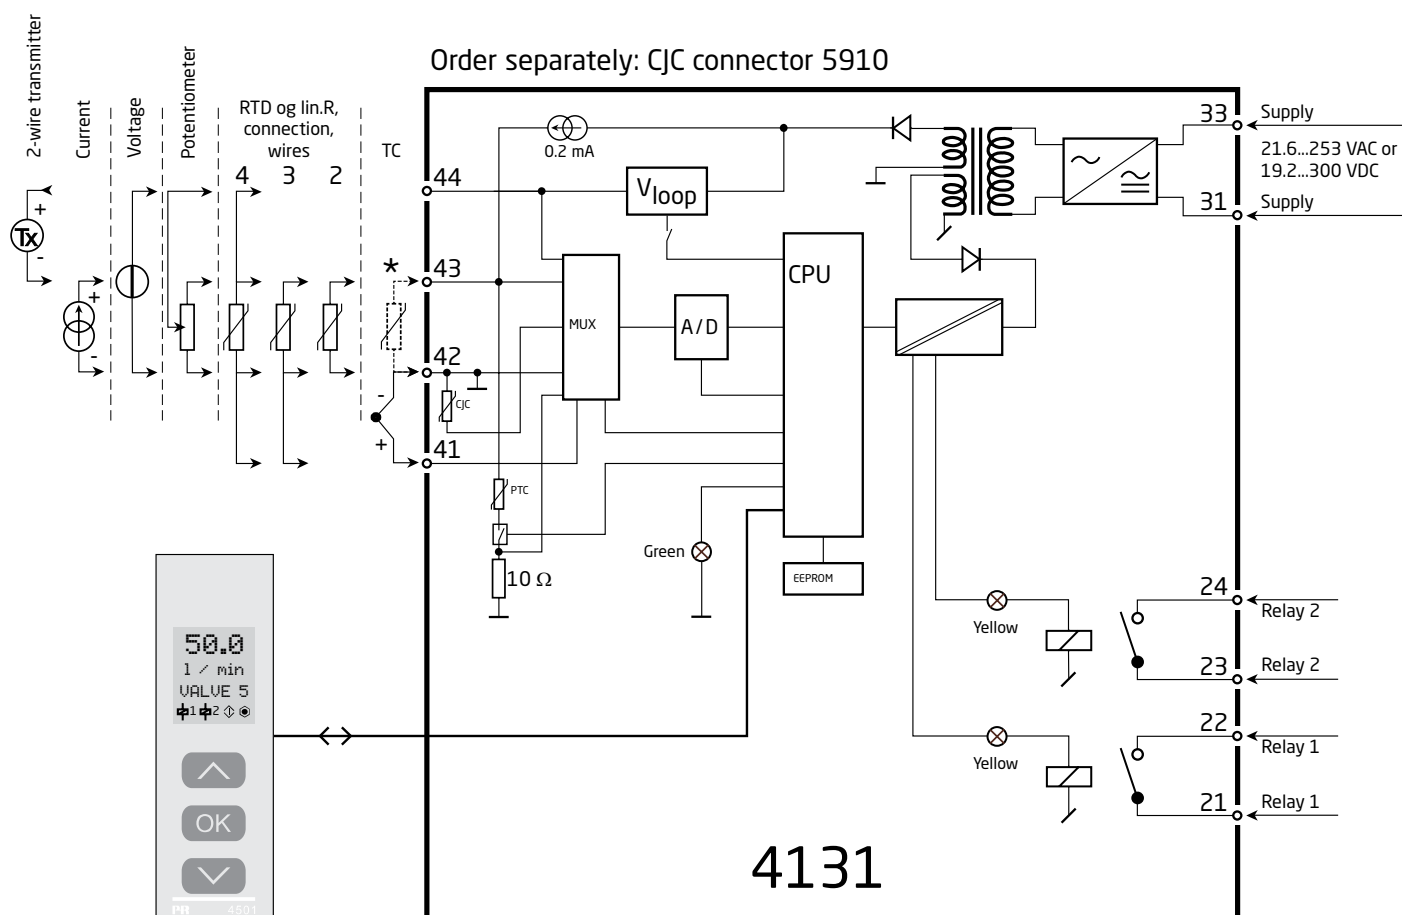 Order separately: CJC connector 5910
2-wire transmitter
Current
Voltage
Potentiometer
RTD og lin.R,
connection,
wires
4 3 2
TC
+
Tx
-
+
-
*
-
+
44
43
42
41
0.2 mA
Vloop
CPU
MUX
A/D
CJC
PTC
10 Ω
Green
EEPROM
33
Supply
21.6...253 VAC or
19.2...300 VDC
31
Supply
24
Relay 2
Yellow
23
Relay 2
22
Relay 1
Yellow
21
Relay 1
50.0
l / min
VALVE 5
1 2
OK
PR 4501
4131